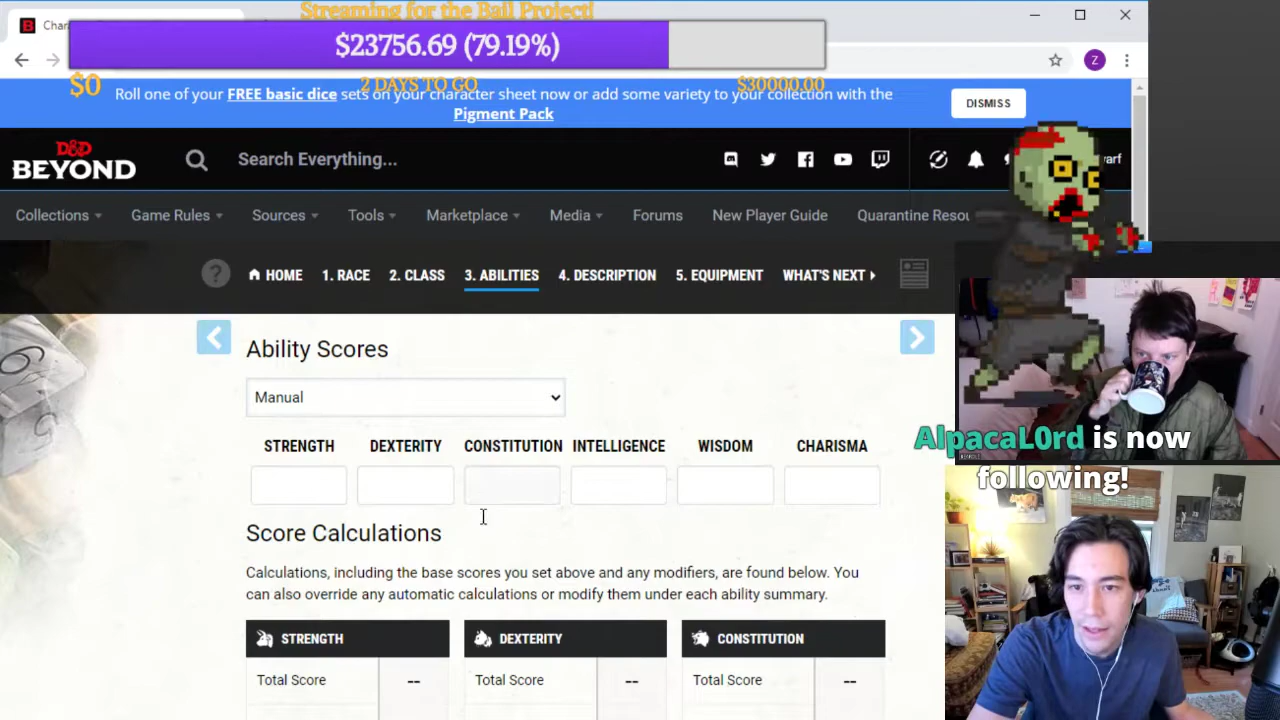 Streaming for the Ball Project!
Chara
$23756.69 (79.19%)
Z
$0
2 DAYS TO GO
$30000.00
Roll one of your FREE basic dice sets on your character sheet now or add some variety to your collection with the
Pigment Pack
DISMISS
D&D
BEYOND
Search Everything...
arf
Collections
Game Rules
Sources
Tools
Marketplace
Media
Forums
New Player Guide
Quarantine Resou
?
HOME
1. RACE
2. CLASS
3. ABILITIES
4. DESCRIPTION
5. EQUIPMENT
WHAT'S NEXT
Ability Scores
Manual
STRENGTH
DEXTERITY
CONSTITUTION
INTELLIGENCE
WISDOM
CHARISMA
AlpacaL0rd is now
following!
Score Calculations
Calculations, including the base scores you set above and any modifiers, are found below. You
can also override any automatic calculations or modify them under each ability summary.
STRENGTH
DEXTERITY
CONSTITUTION
Total Score
--
Total Score
--
Total Score
--